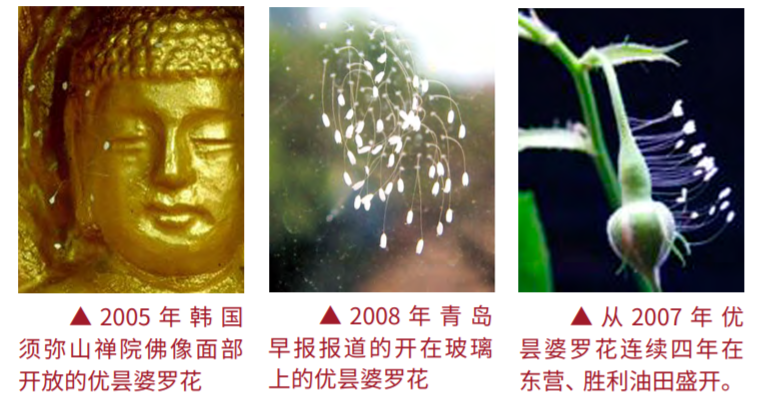 ▲ 2005 年 韩 国
须弥山禅院佛像面部
开放的优昙婆罗花
▲ 2008 年 青 岛
早报报道的开在玻璃
上的优昙婆罗花
▲ 从 2007 年 优
昙婆罗花连续四年在
东营、胜利油田盛开。